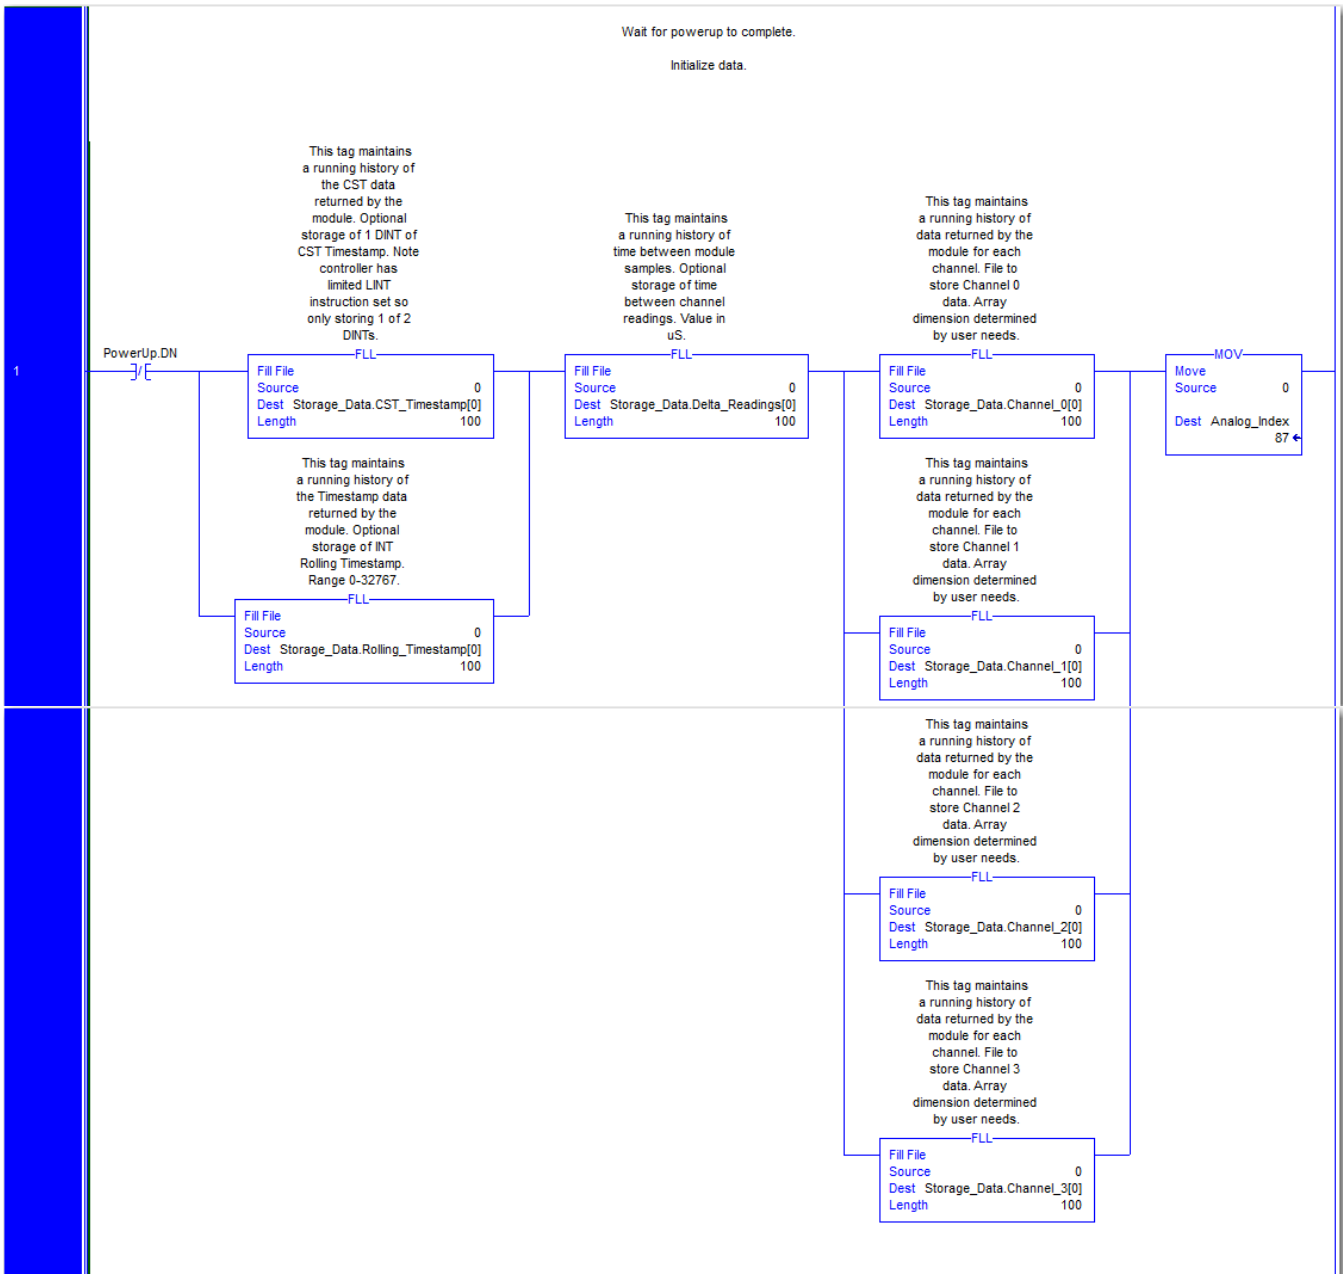 Wait for powerup to complete.
Initialize data.
This tag maintains
a running history of
the CST data
returned by the
module. Optional
storage of 1 DINT of
CST Timestamp. Note
controller has
limited LINT
instruction set so
only storing 1 of 2
DINTs.
This tag maintains
a running history of
time between module
samples. Optional
storage of time
between channel
readings. Value in
uS.
This tag maintains
a running history of
data returned by the
module for each
channel. File to
store Channel 0
data. Array
dimension determined
by user needs.
1
PowerUp.DN
FLL
Fill File
Source 0
Dest Storage_Data.CST_Timestamp[0]
Length 100
FLL
Fill File
Source 0
Dest Storage_Data.Delta_Readings[0]
Length 100
FLL
Fill File
Source 0
Dest Storage_Data.Channel_0[0]
Length 100
MOV
Move
Source 0
Dest Analog_Index
87
This tag maintains
a running history of
the Timestamp data
returned by the
module. Optional
storage of INT
Rolling Timestamp.
Range 0-32767.
FLL
Fill File
Source 0
Dest Storage_Data.Rolling_Timestamp[0]
Length 100
This tag maintains
a running history of
data returned by the
module for each
channel. File to
store Channel 1
data. Array
dimension determined
by user needs.
FLL
Fill File
Source 0
Dest Storage_Data.Channel_1[0]
Length 100
This tag maintains
a running history of
data returned by the
module for each
channel. File to
store Channel 2
data. Array
dimension determined
by user needs.
FLL
Fill File
Source 0
Dest Storage_Data.Channel_2[0]
Length 100
This tag maintains
a running history of
data returned by the
module for each
channel. File to
store Channel 3
data. Array
dimension determined
by user needs.
FLL
Fill File
Source 0
Dest Storage_Data.Channel_3[0]
Length 100